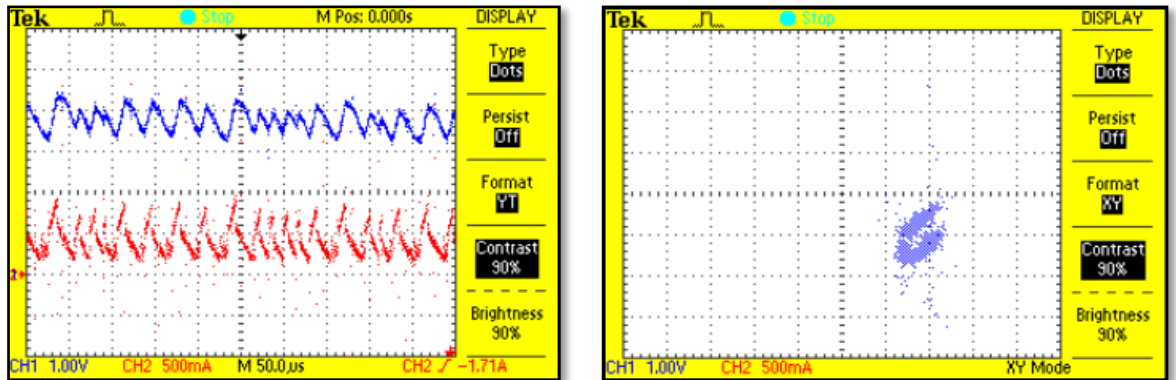 Tek Stop M Pos: 0.000s DISPLAY
Type
Dots
Persist
Off
Format
YT
Contrast
90%
Brightness
90%
CH1 1.00V CH2 500mA M 50.0µs CH2 -1.71A
Tek Stop DISPLAY
Type
Dots
Persist
Off
Format
XY
Contrast
90%
Brightness
90%
CH1 1.00V CH2 500mA XY Mode